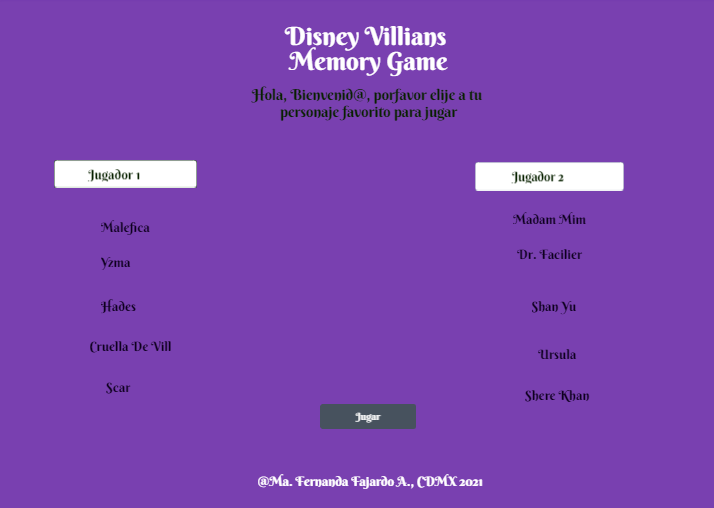 Disney Villians
Memory Game
Hola, Bienvenid@, porfavor elije a tu
personaje favorito para jugar
Jugador 1
Malefica
Yzma
Hades
Cruella De Vill
Scar
Jugador 2
Madam Mim
Dr. Facilier
Shan Yu
Ursula
Shere Khan
Jugar
@Ma. Fernanda Fajardo A., CDMX 2021